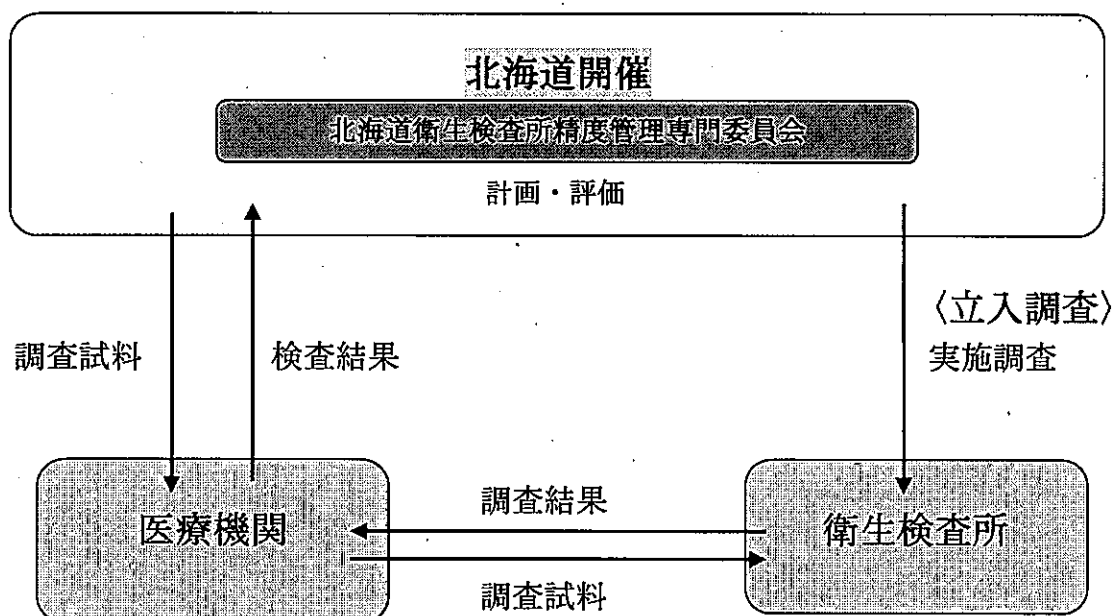 北海道開催
北海道衛生検査所精度管理専門委員会
計画・評価
〈立入調査〉
調査試料
検査結果
実施調査
調査結果
医療機関
衛生検査所
調査試料